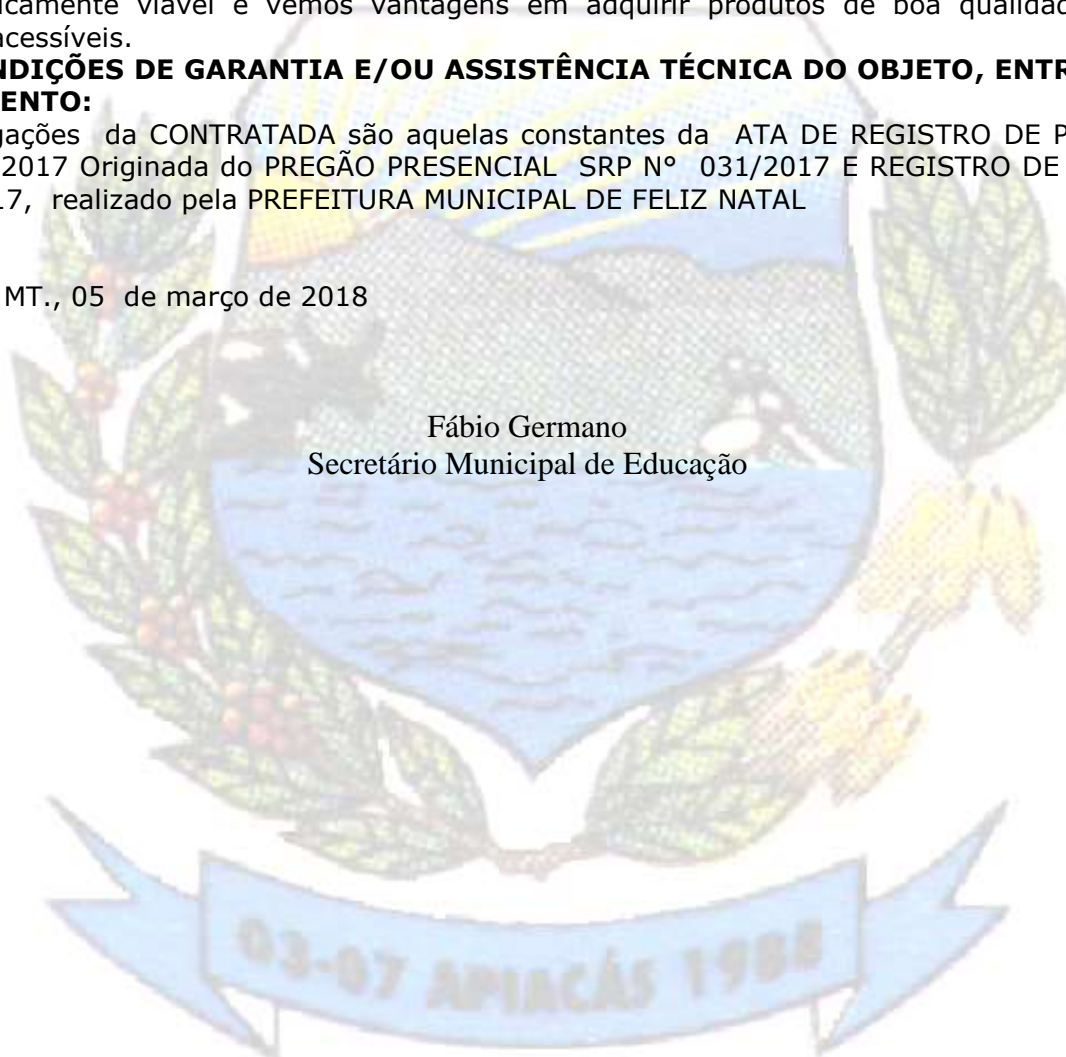 icamente viável e vemos vantagens em adquirir produtos de boa qualidad
acessíveis.
NDIÇÕES DE GARANTIA E/OU ASSISTÊNCIA TÉCNICA DO OBJETO, ENTR
ENTO:
gações da CONTRATADA são aquelas constantes da ATA DE REGISTRO DE P
2017 Originada do PREGÃO PRESENCIAL SRP N° 031/2017 E REGISTRO DE
17, realizado pela PREFEITURA MUNICIPAL DE FELIZ NATAL
MT., 05 de março de 2018
Fábio Germano
Secretário Municipal de Educação
03-07 APIACÁS 1988